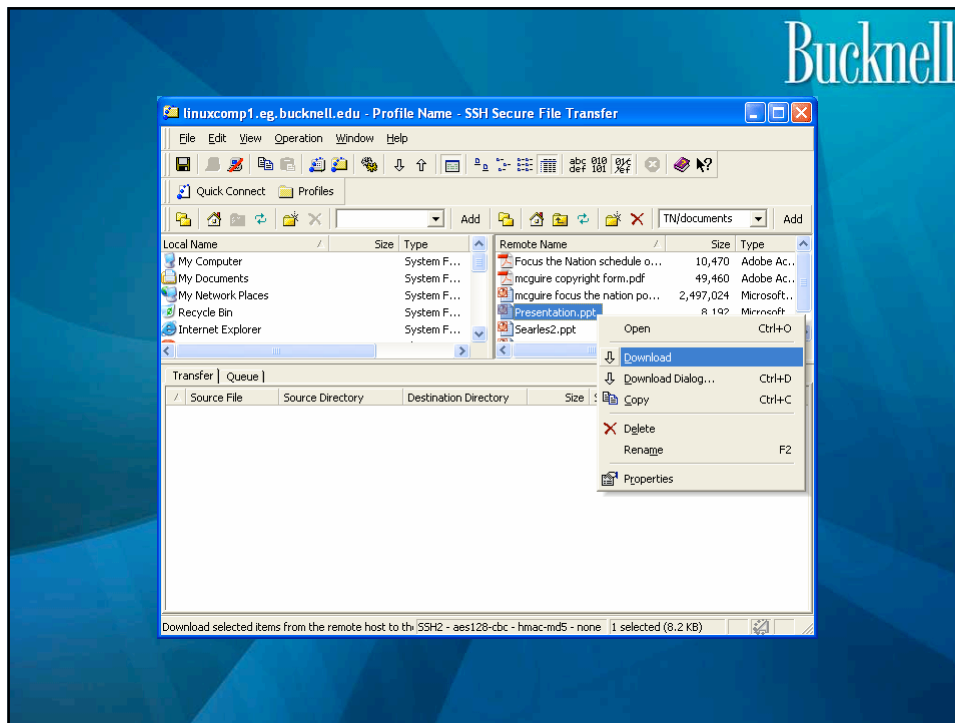 Bucknell
linuxcomp1.eg.bucknell.edu - Profile Name - SSH Secure File Transfer
File Edit View Operation Window Help
abc def 010 101
Quick Connect Profiles
Add TN/documents Add
Local Name / Size Type
My Computer System F...
My Documents System F...
My Network Places System F...
Recycle Bin System F...
Internet Explorer System F...
Remote Name / Size Type
Focus the Nation schedule o... 10,470 Adobe Ac...
mcguire copyright form.pdf 49,460 Adobe Ac...
mcguire focus the nation po... 2,497,024 Microsoft...
Presentation.ppt 8,192 Microsoft
Searles2.ppt
Open Ctrl+O
Download
Download Dialog... Ctrl+D
Copy Ctrl+C
Delete
Rename F2
Properties
Transfer Queue
/ Source File Source Directory Destination Directory Size
Download selected items from the remote host to the SSH2 - aes128-cbc - hmac-md5 - none 1 selected (8.2 KB)